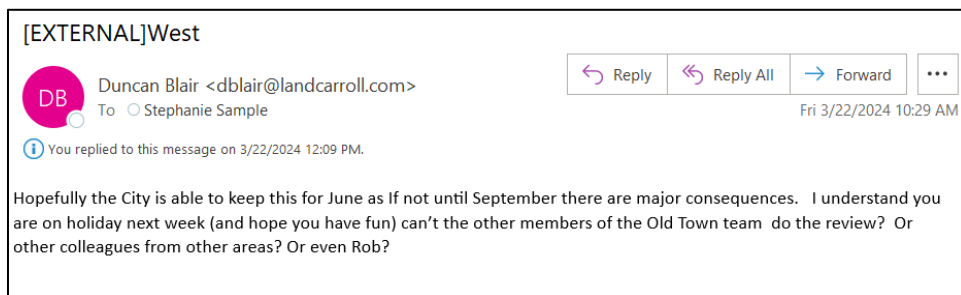 [EXTERNAL]West
Reply
Reply All
Forward
DB
Duncan Blair <dblair@landcarroll.com>
To Stephanie Sample
Fri 3/22/2024 10:29 AM
You replied to this message on 3/22/2024 12:09 PM.
Hopefully the City is able to keep this for June as If not until September there are major consequences. I understand you
are on holiday next week (and hope you have fun) can’t the other members of the Old Town team do the review? Or
other colleagues from other areas? Or even Rob?